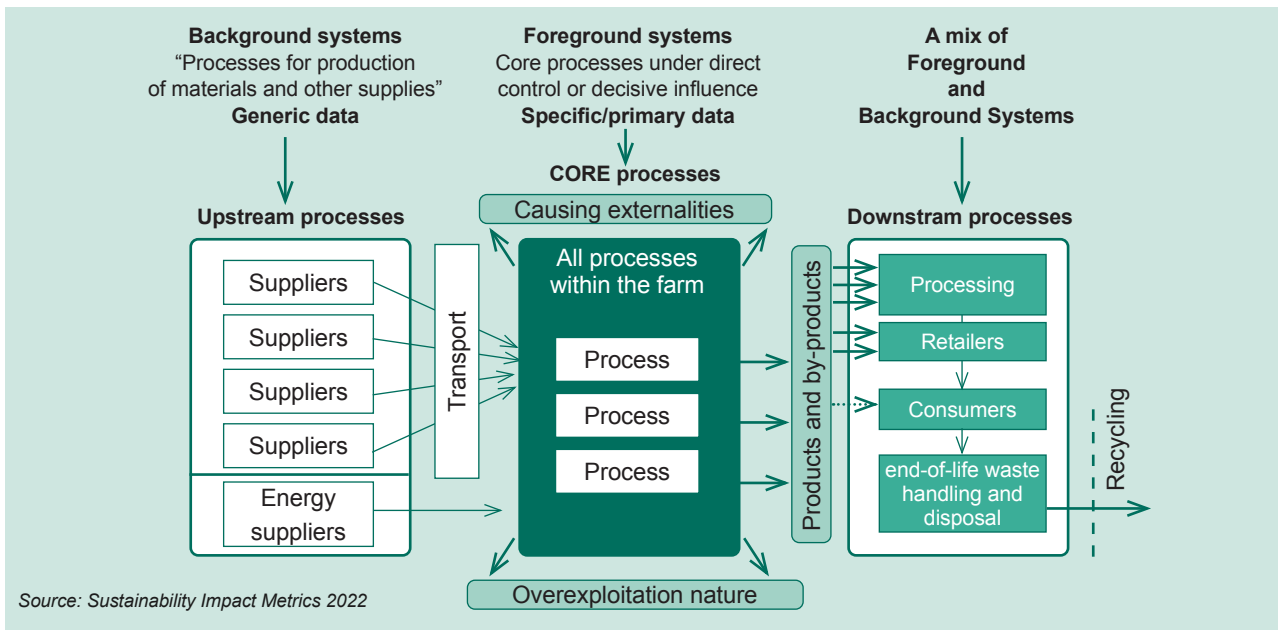 Background systems
“Processes for production
of materials and other supplies”
Generic data
Foreground systems
Core processes under direct
control or decisive influence
Specific/primary data
A mix of
Foreground
and
Background Systems
CORE processes
Causing externalities
Upstream processes
Downstram processes
Suppliers
Suppliers
Suppliers
Suppliers
Energy
suppliers
Transport
All processes
within the farm
Process
Process
Process
Products and by-products
Processing
Retailers
Consumers
end-of-life waste
handling and
disposal
Recycling
Overexploitation nature
Source: Sustainability Impact Metrics 2022